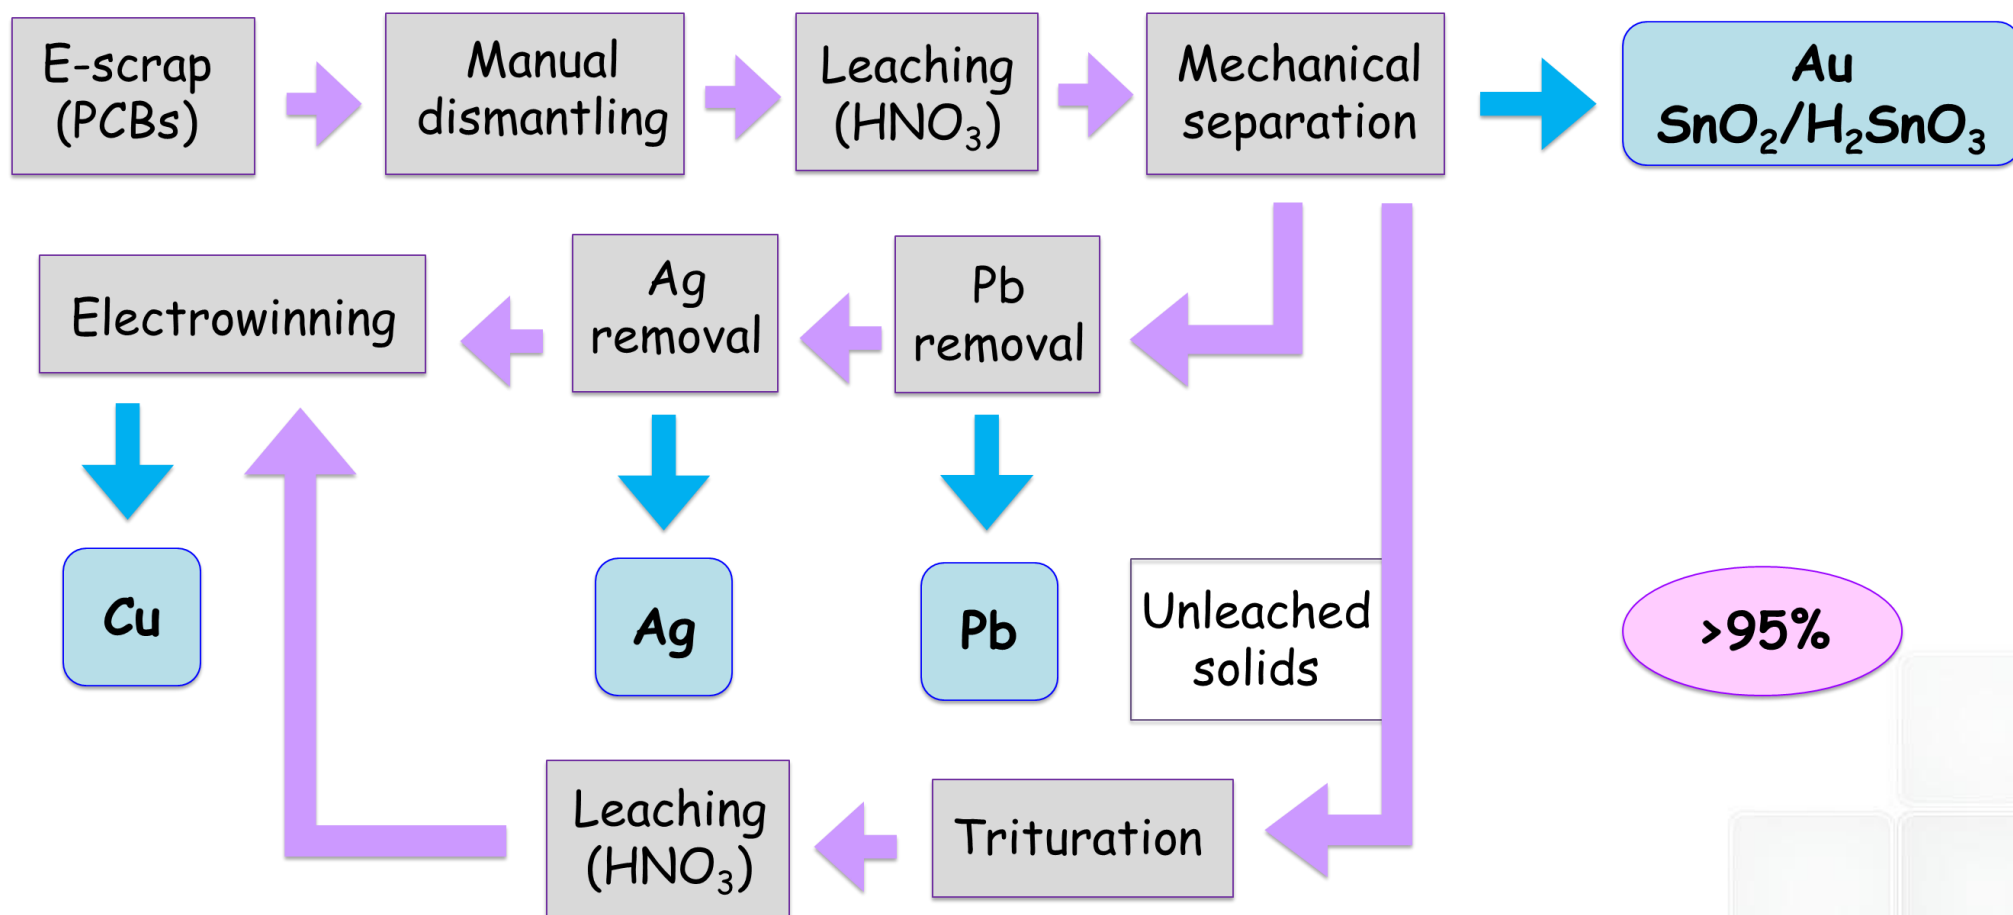 E-scrap
(PCBs)
Manual
dismantling
Leaching
(HNO₃)
Mechanical
separation
Au
SnO₂/H₂SnO₃
Electrowinning
Ag
removal
Pb
removal
Cu
Ag
Pb
Unleached
solids
>95%
Leaching
(HNO₃)
Trituration